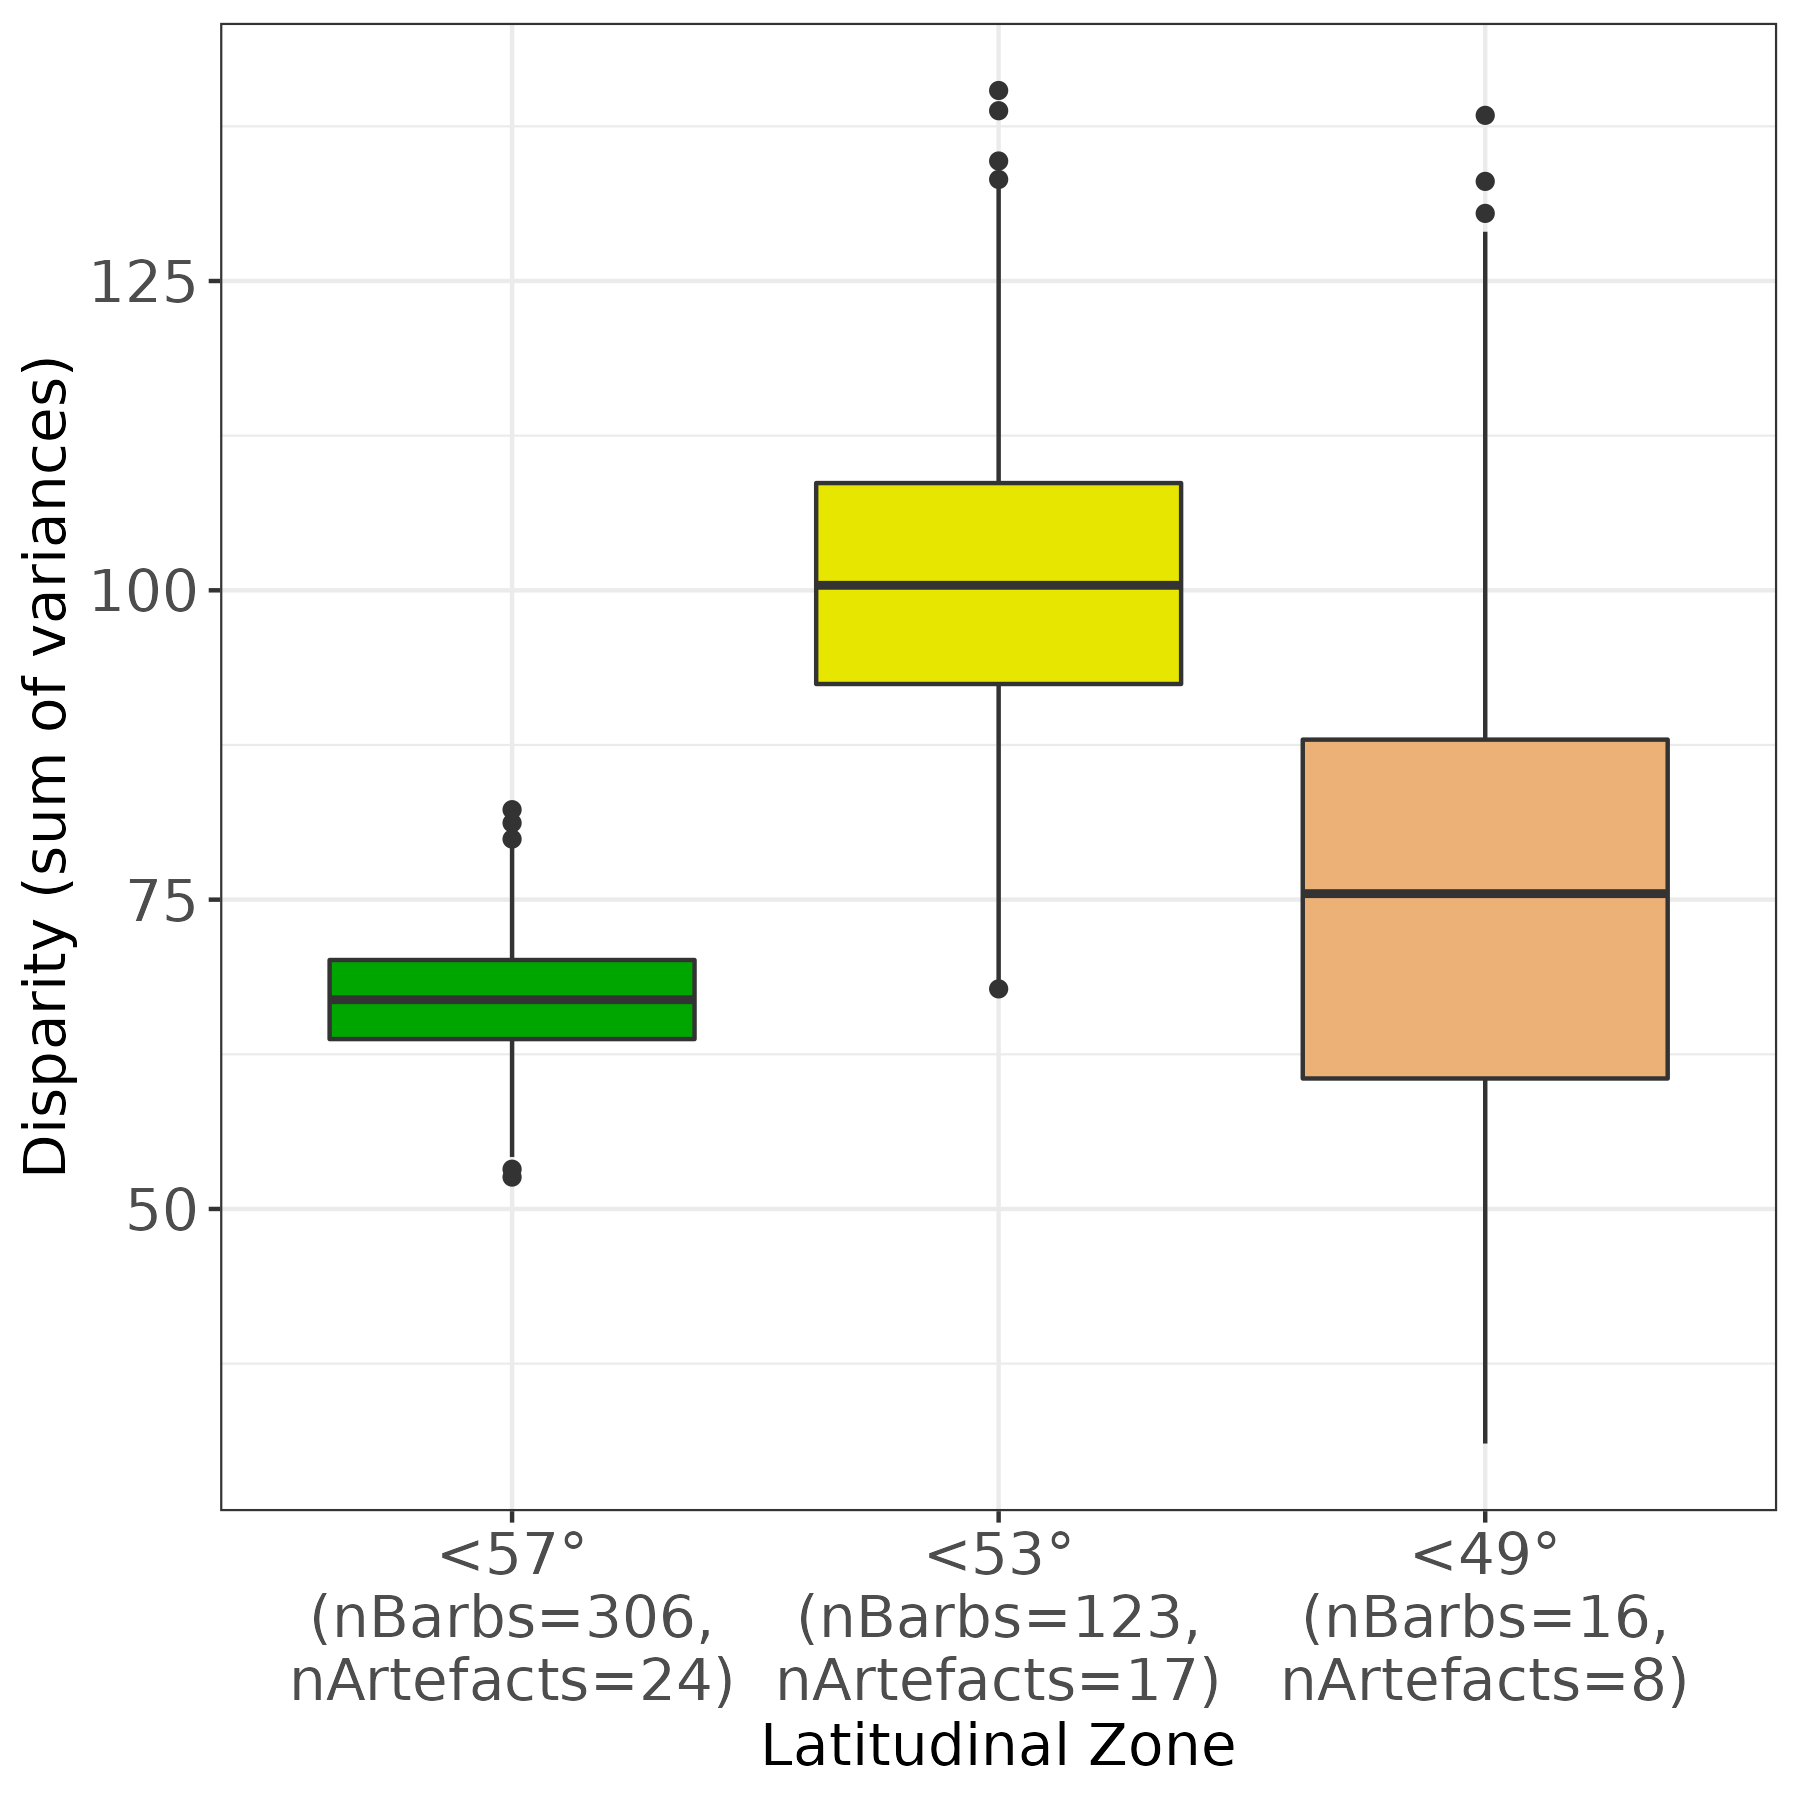 Disparity (sum of variances)
125
100
75
50
<57°
(nBarbs=306,
nArtefacts=24)
<53°
(nBarbs=123,
nArtefacts=17)
<49°
(nBarbs=16,
nArtefacts=8)
Latitudinal Zone